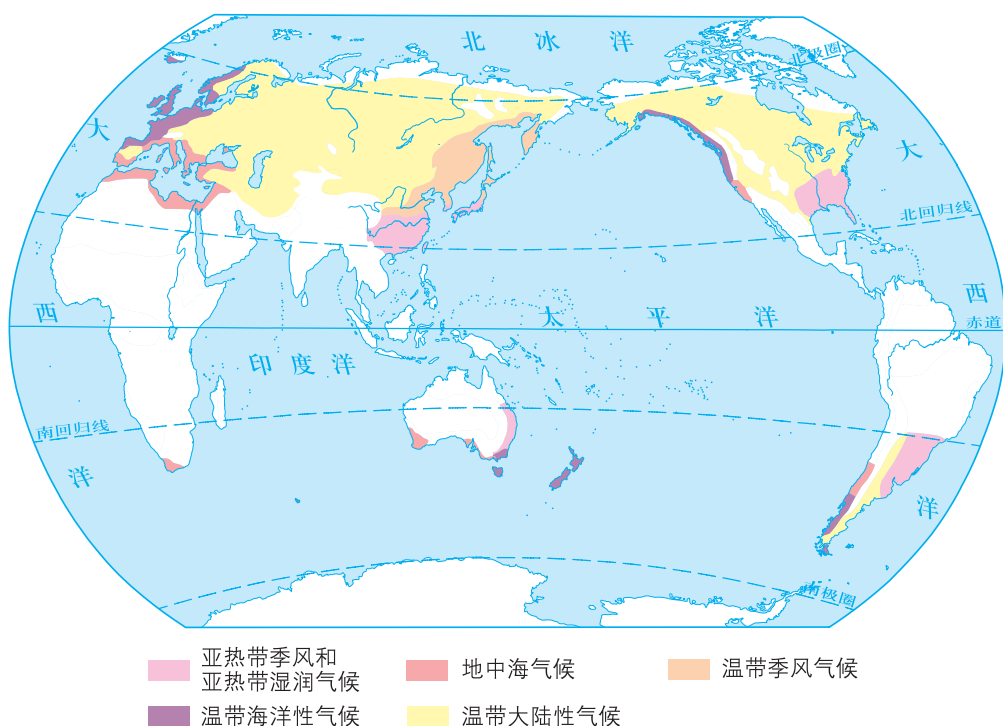 北冰洋
北极圈
大
大
北回归线
西
西
太平洋
赤道
印度洋
南回归线
洋
洋
南极圈
亚热带季风和
亚热带湿润气候
地中海气候
温带季风气候
温带海洋性气候
温带大陆性气候